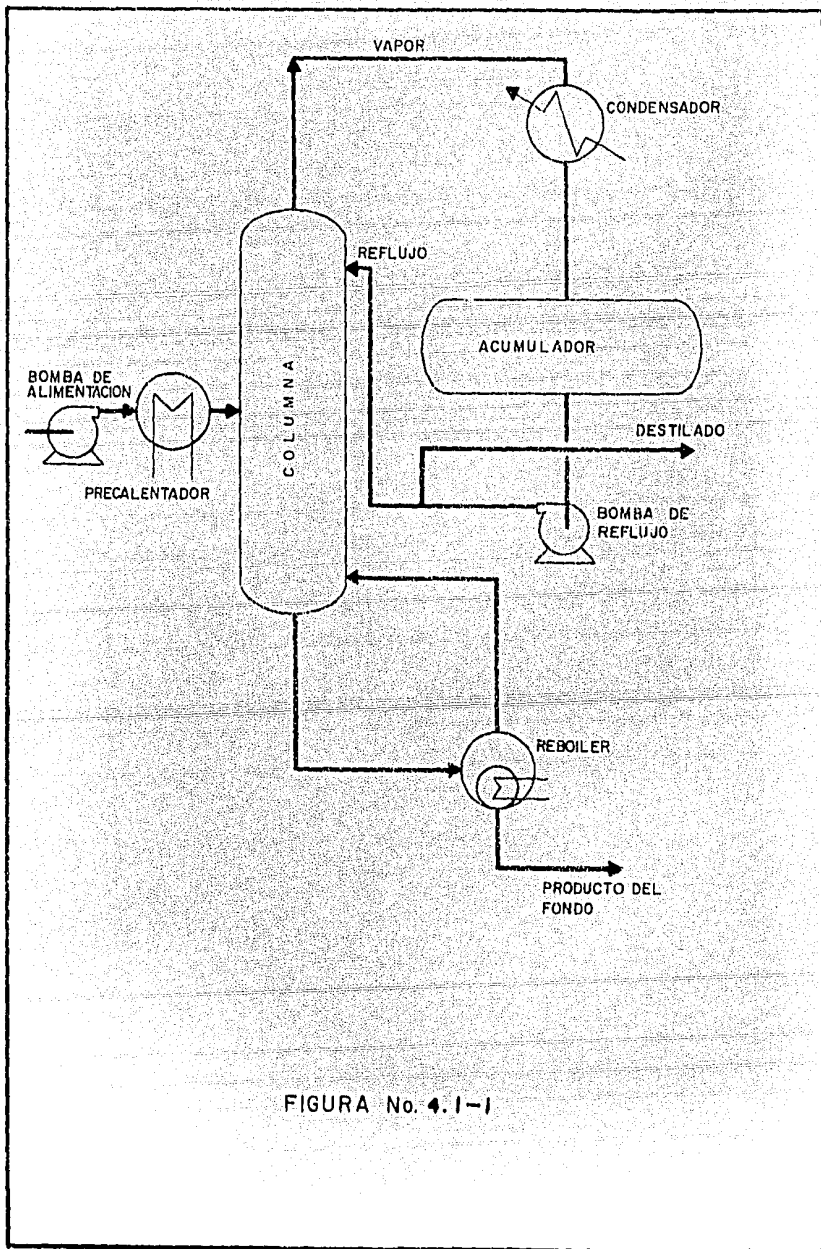 VAPOR
CONDENSADOR
REFLUJO
ACUMULADOR
COLUMNA
BOMBA DE
ALIMENTACION
DESTILADO
PRECALENTADOR
BOMBA DE
REFLUJO
REBOILER
PRODUCTO DEL
FONDO
FIGURA No. 4.1-1